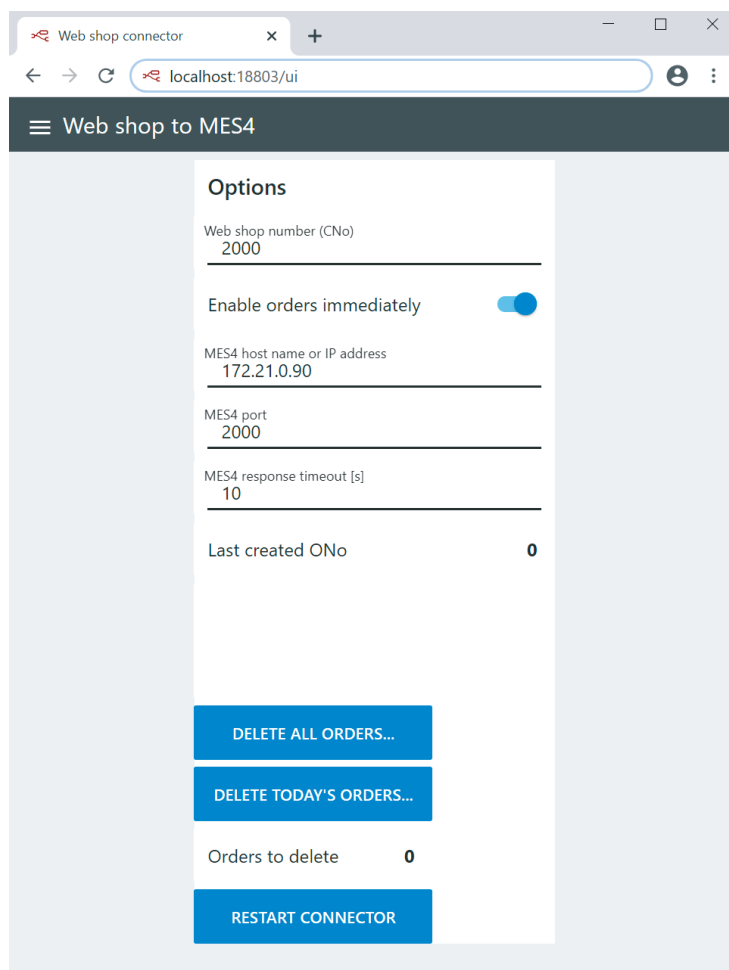 Web shop connector
localhost:18803/ui
Web shop to MES4
Options
Web shop number (CNo)
2000
Enable orders immediately
MES4 host name or IP address
172.21.0.90
MES4 port
2000
MES4 response timeout [s]
10
Last created ONo 0
DELETE ALL ORDERS...
DELETE TODAY'S ORDERS...
Orders to delete 0
RESTART CONNECTOR